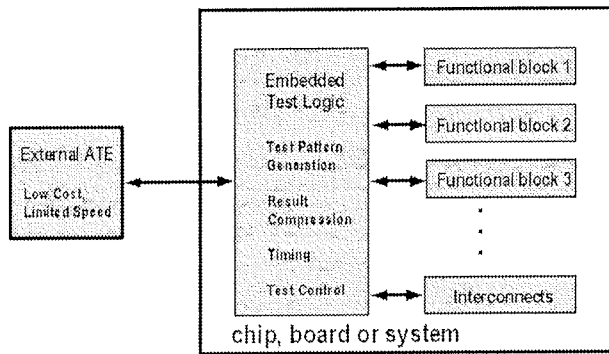 External ATE
Low Cost,
Limited Speed
Embedded
Test Logic
Test Pattern
Generation
Result
Compression
Timing
Test Control
Functional block 1
Functional block 2
Functional block 3
Interconnects
chip, board or system